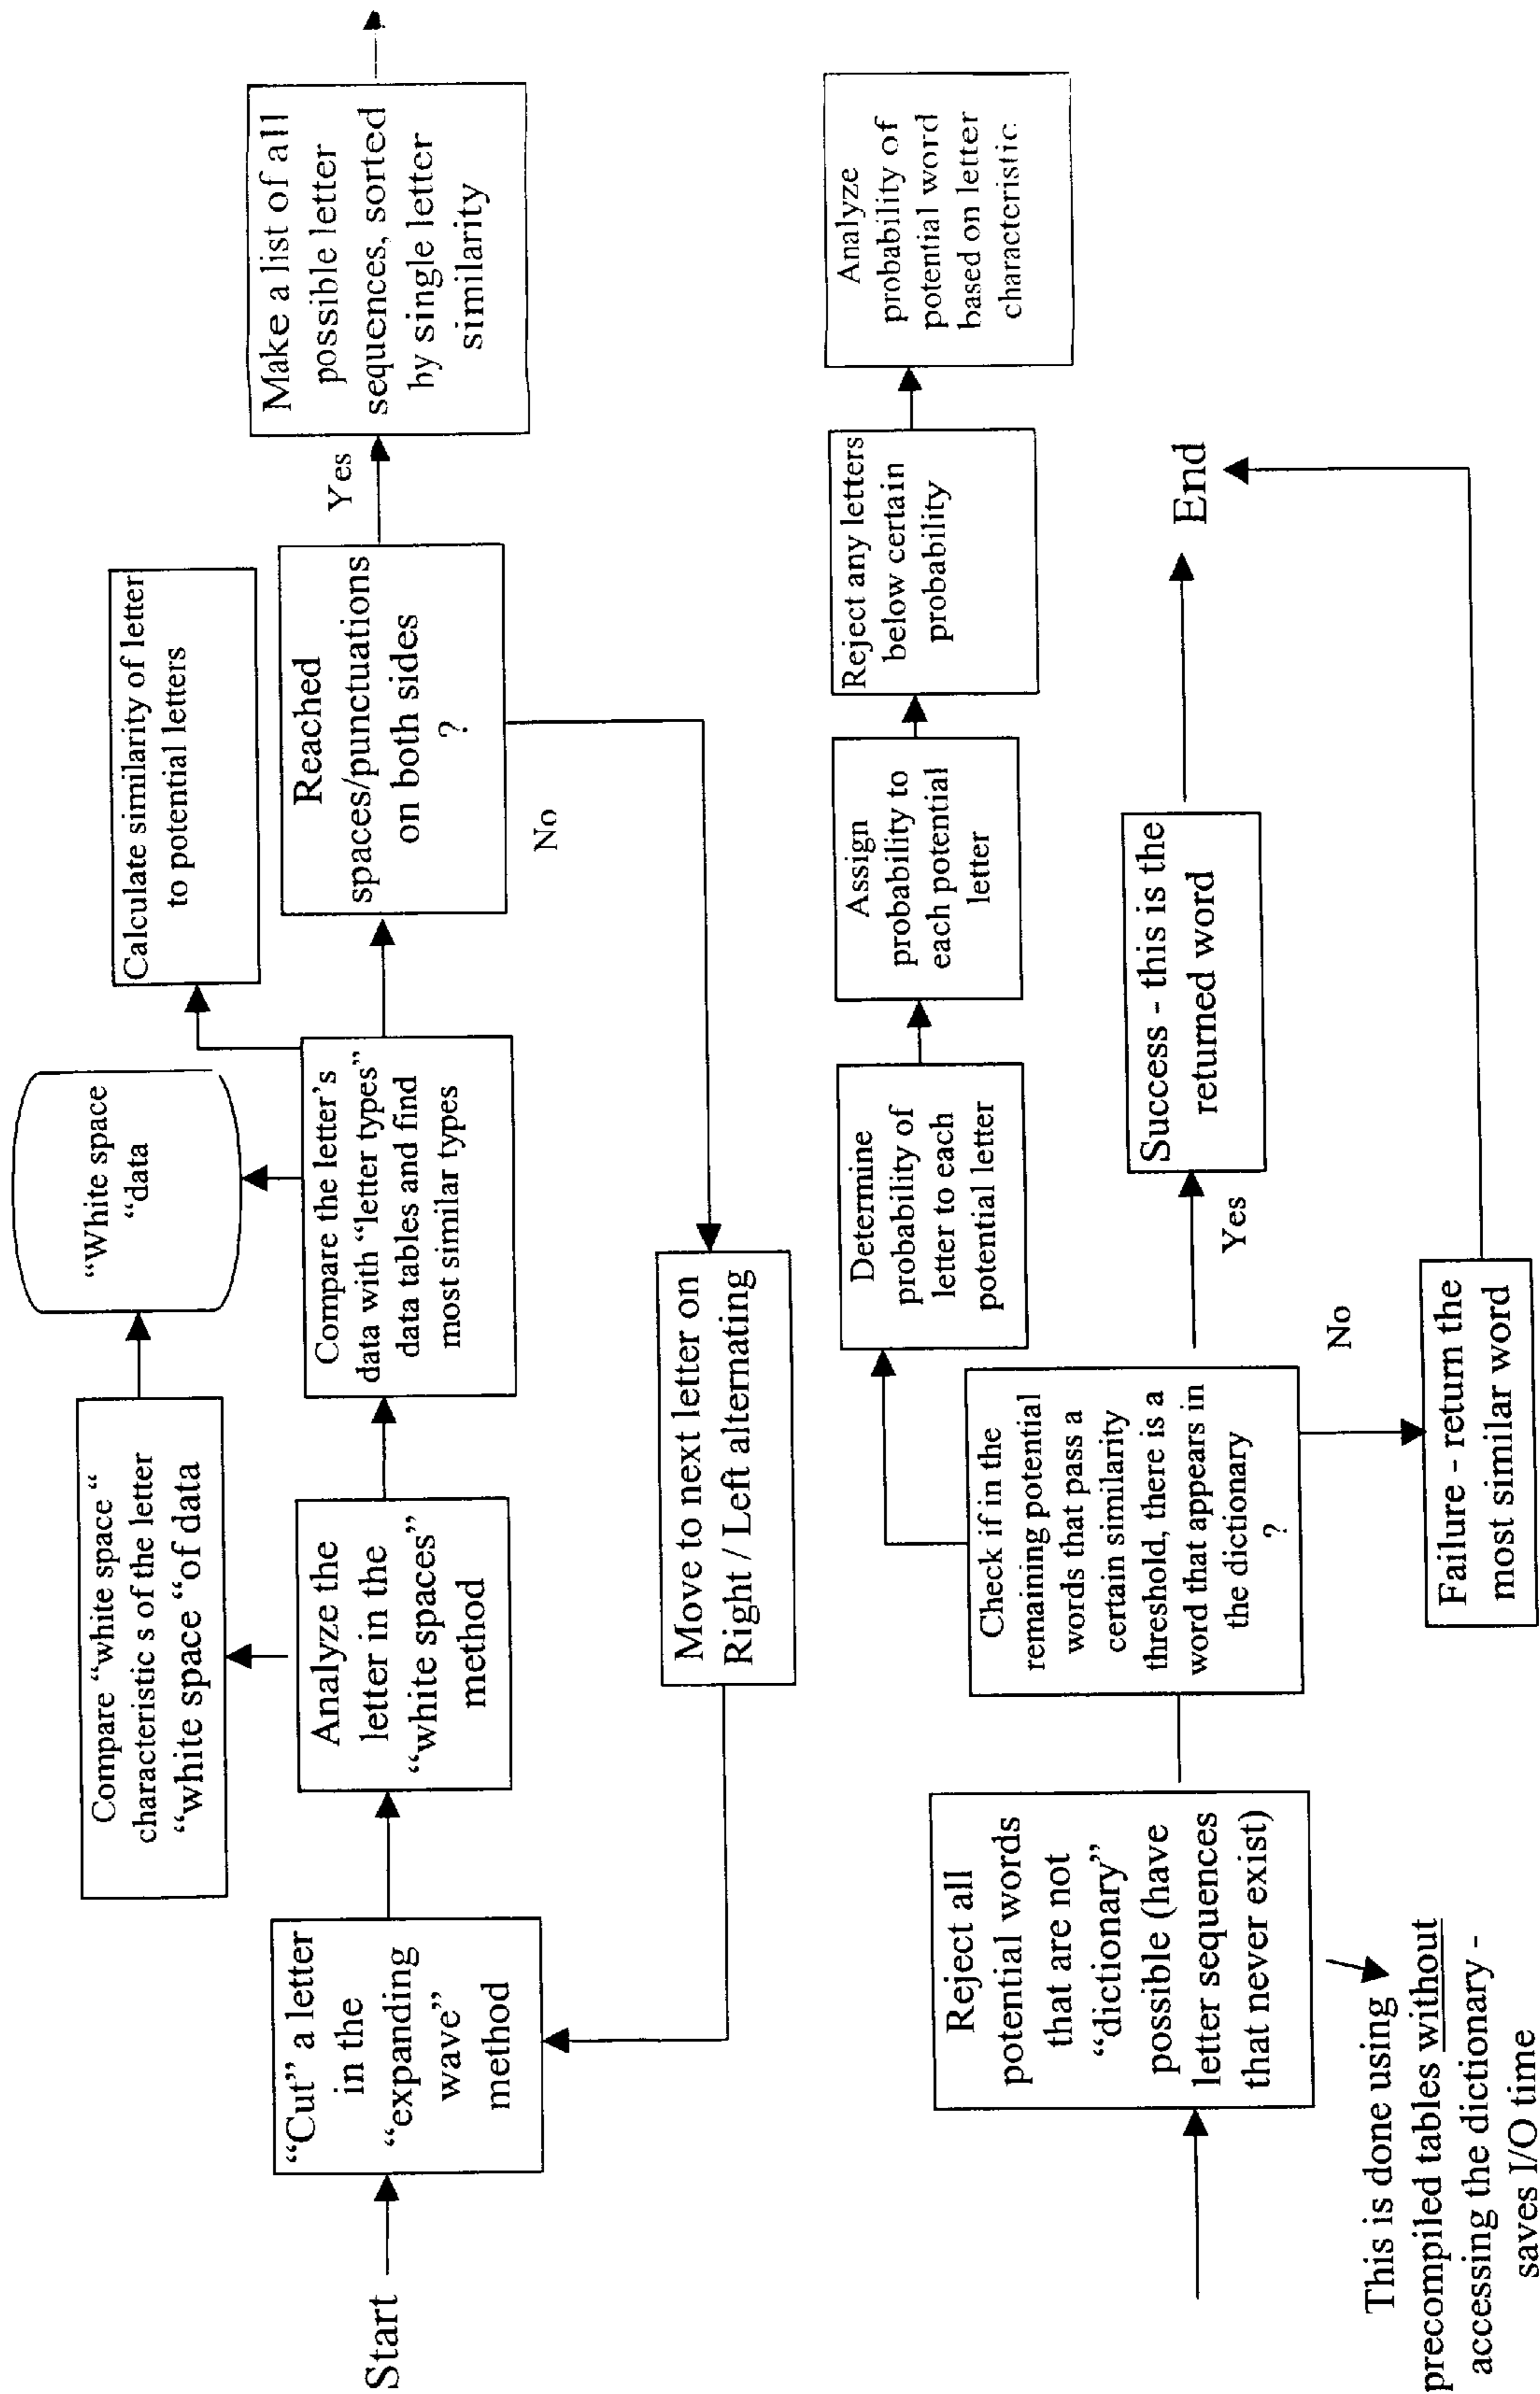 Start
“Cut” a letter
in the
“expanding
wave”
method
Compare “white space “
characteristic s of the letter
“white space “of data
Analyze the
letter in the
“white spaces”
method
“White space
“data
Compare the letter’s
data with “letter types”
data tables and find
most similar types
Calculate similarity of letter
to potential letters
Reached
spaces/punctuations
on both sides
?
Yes
No
Make a list of all
possible letter
sequences, sorted
by single letter
similarity
Move to next letter on
Right / Left alternating
Reject all
potential words
that are not
“dictionary”
possible (have
letter sequences
that never exist)
This is done using
precompiled tables without
accessing the dictionary -
saves I/O time
Check if in the
remaining potential
words that pass a
certain similarity
threshold, there is a
word that appears in
the dictionary
?
Determine
probability of
letter to each
potential letter
Assign
probability to
each potential
letter
Reject any letters
below certain
probability
Analyze
probability of
potential word
based on letter
characteristic
Yes
Success - this is the
returned word
End
No
Failure - return the
most similar word